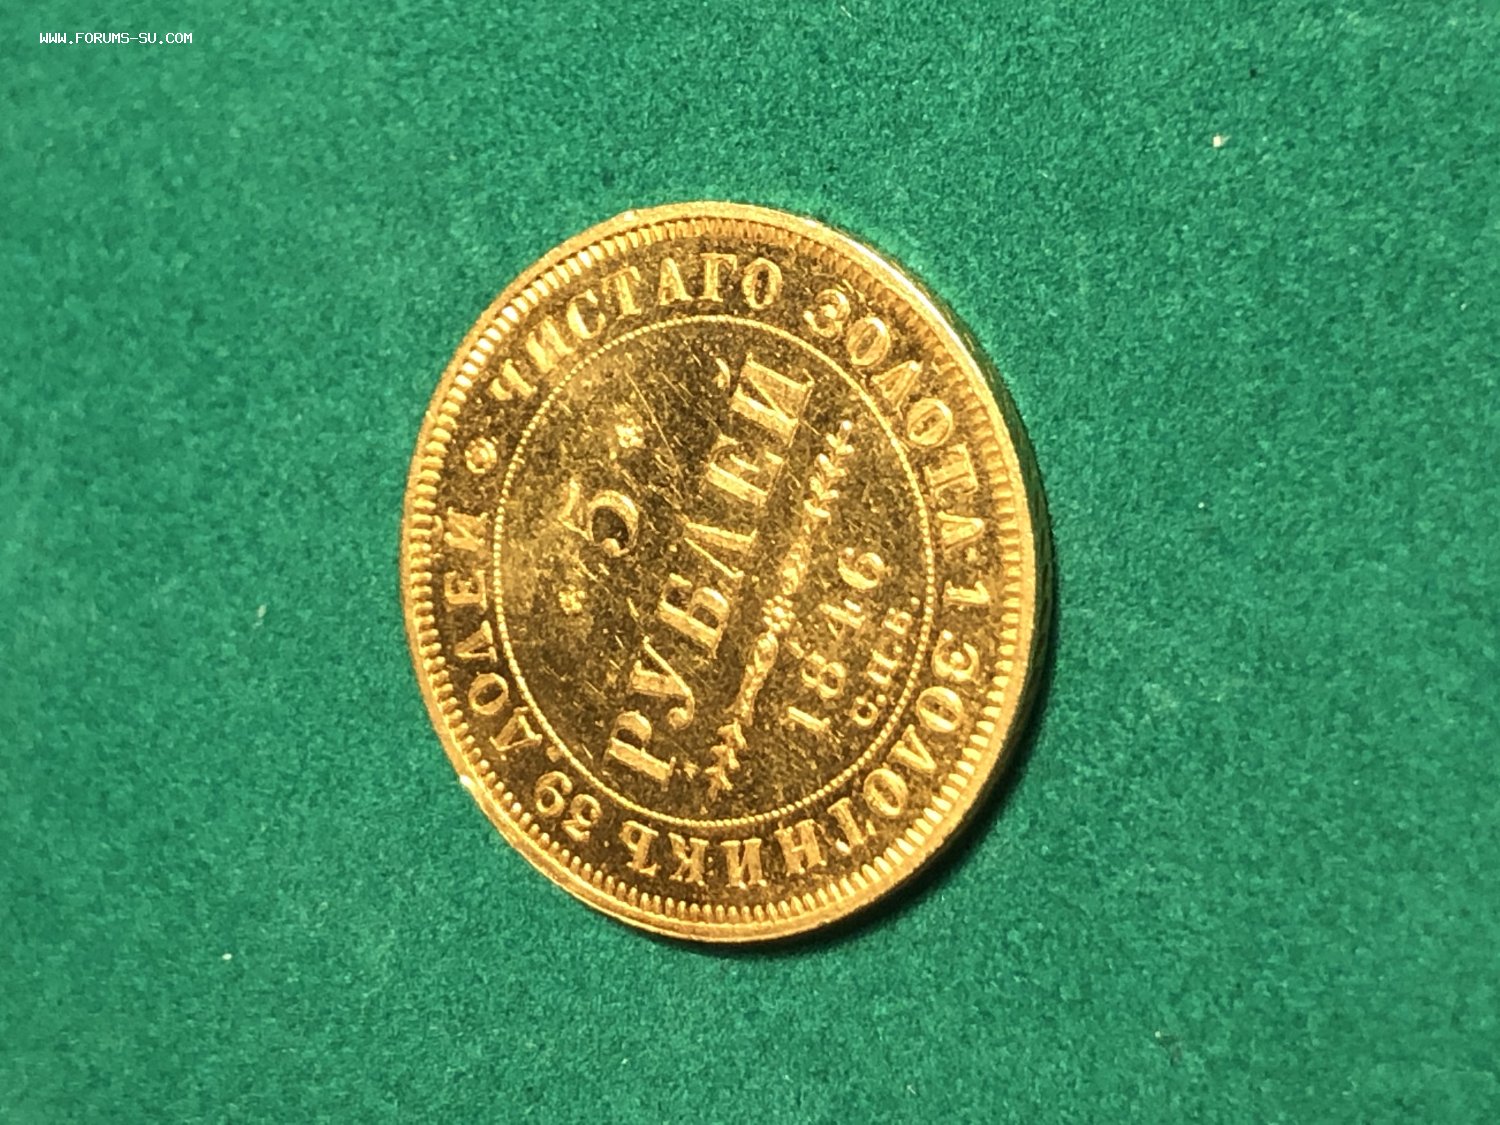 WWW.FORUMS-SU.COM
ЧИСТАГО ЗОЛОТА 1 ЗОЛОТНИКЪ 39 ДОЛЕЙ
5
РУБЛЕЙ
1846
С.П.Б.